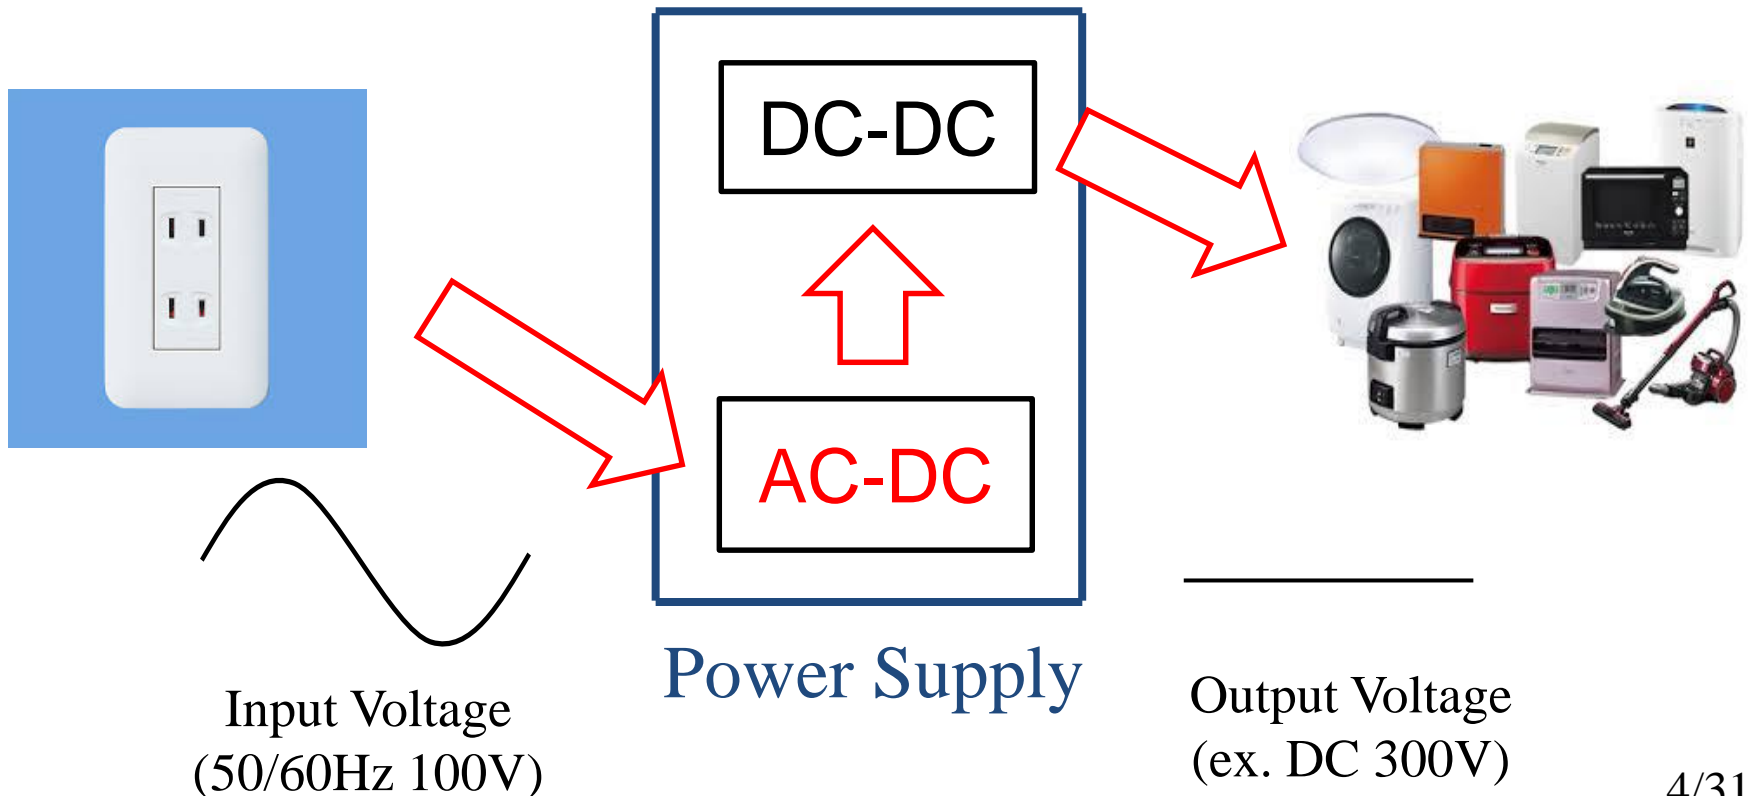 DC-DC
AC-DC
Power Supply
Input Voltage
(50/60Hz 100V)
Output Voltage
(ex. DC 300V)
4/31